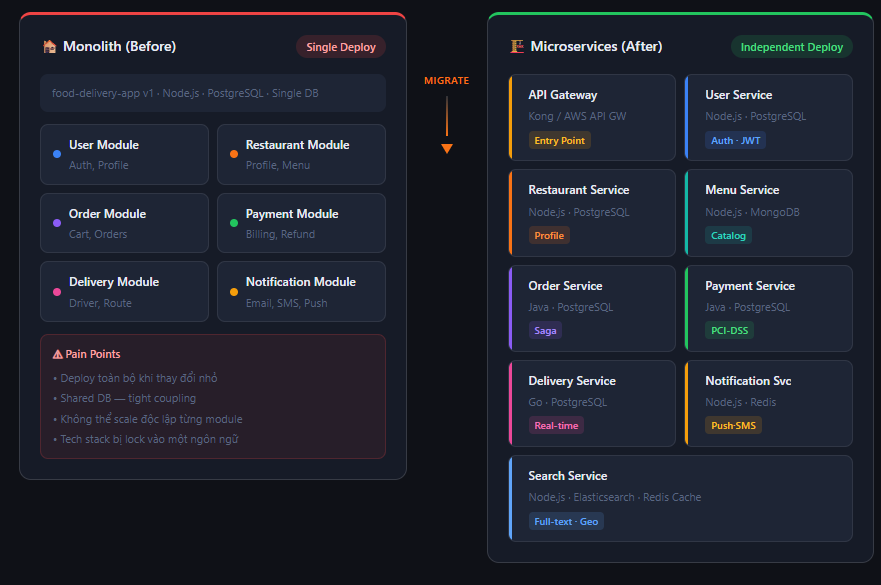 Monolith (Before)
Single Deploy
food-delivery-app v1 · Node.js · PostgreSQL · Single DB
User Module
Auth, Profile
Restaurant Module
Profile, Menu
Order Module
Cart, Orders
Payment Module
Billing, Refund
Delivery Module
Driver, Route
Notification Module
Email, SMS, Push
⚠ Pain Points
• Deploy toàn bộ khi thay đổi nhỏ
• Shared DB — tight coupling
• Không thể scale độc lập từng module
• Tech stack bị lock vào một ngôn ngữ
MIGRATE
Microservices (After)
Independent Deploy
API Gateway
Kong / AWS API GW
Entry Point
User Service
Node.js · PostgreSQL
Auth · JWT
Restaurant Service
Node.js · PostgreSQL
Profile
Menu Service
Node.js · MongoDB
Catalog
Order Service
Java · PostgreSQL
Saga
Payment Service
Java · PostgreSQL
PCI-DSS
Delivery Service
Go · PostgreSQL
Real-time
Notification Svc
Node.js · Redis
Push·SMS
Search Service
Node.js · Elasticsearch · Redis Cache
Full-text · Geo